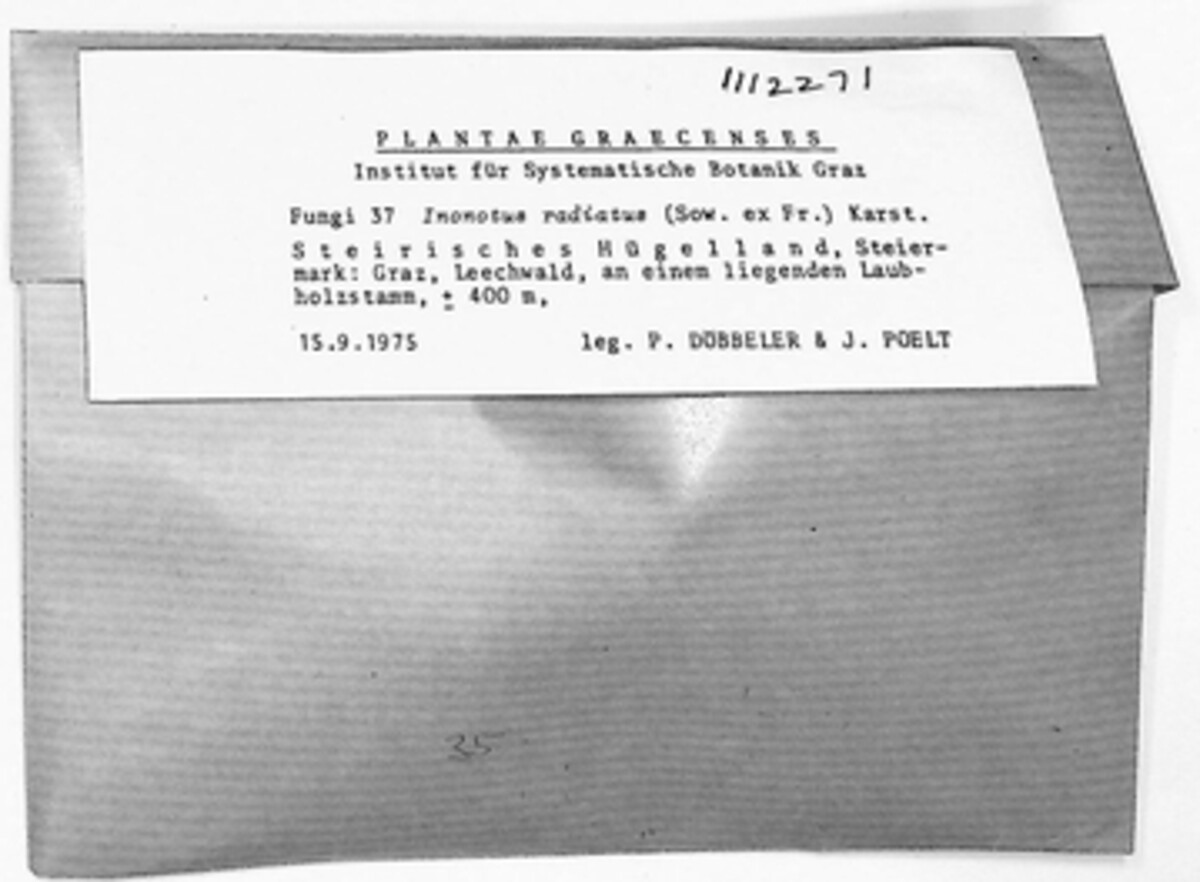 1112271
PLANTAE GRAECENSES
Institut für Systematische Botanik Graz
Fungi 37 Inonotus radiatus (Sow. ex Fr.) Karst.
Steirisches Hügelland, Steier-
mark: Graz, Leechwald, an einem liegenden Laub-
holzstamm, ± 400 m,
15.9.1975 leg. P. DÖBBELER & J. POELT
35